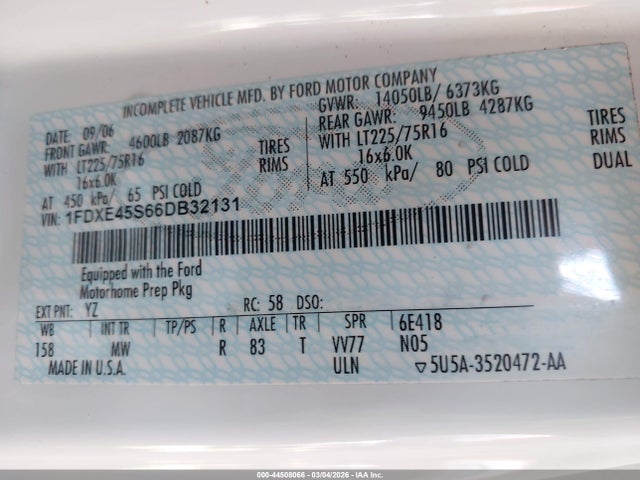 INCOMPLETE VEHICLE MFD. BY FORD MOTOR COMPANY
DATE 09/06 GVWR: 14050LB/ 6373KG
FRONT GAWR: 4600LB 2087KG REAR GAWR: 9450LB 4287KG
WITH LT225/75R16 TIRES WITH LT225/75R16 TIRES
16x6.0K RIMS 16x6.0K RIMS
AT 450 kPa/ 65 PSI COLD AT 550 kPa/ 80 PSI COLD DUAL
VIN: 1FDXE45S66DB32131
Equipped with the Ford
Motorhome Prep Pkg
EXT PNT: YZ RC: 58 DSO:
WB INT TR TP/PS R AXLE TR SPR 6E418
158 MW R 83 T VV77 N05
MADE IN U.S.A. ULN ▽5U5A-3520472-AA
000-44508066 - 03/04/2026 - IAA Inc.